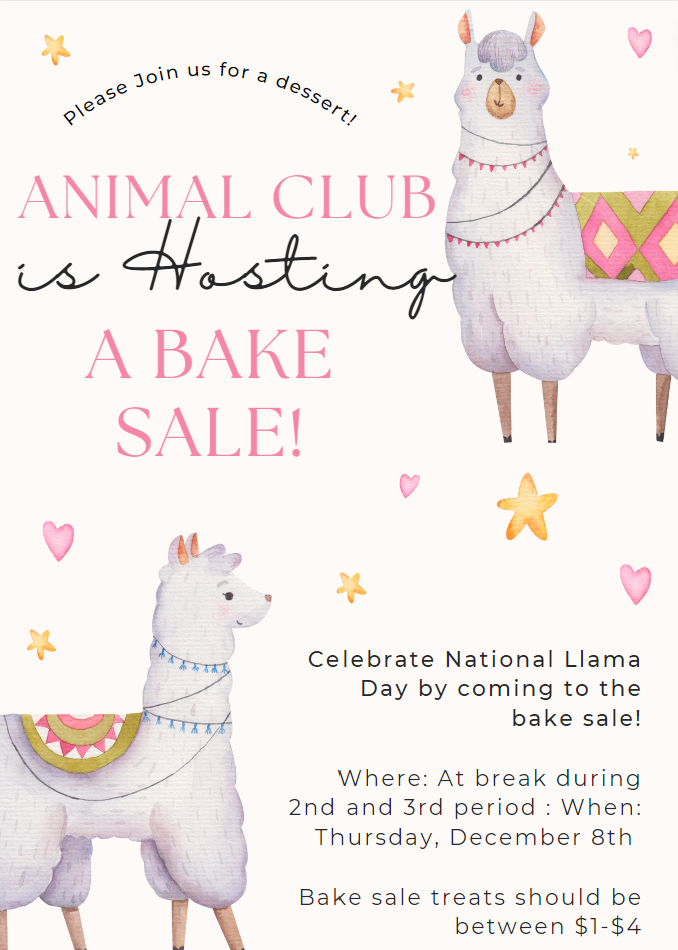 Please Join us for a dessert!
ANIMAL CLUB
is Hosting
A BAKE
SALE!
Celebrate National Llama
Day by coming to the
bake sale!
Where: At break during
2nd and 3rd period : When:
Thursday, December 8th
Bake sale treats should be
between $1-$4